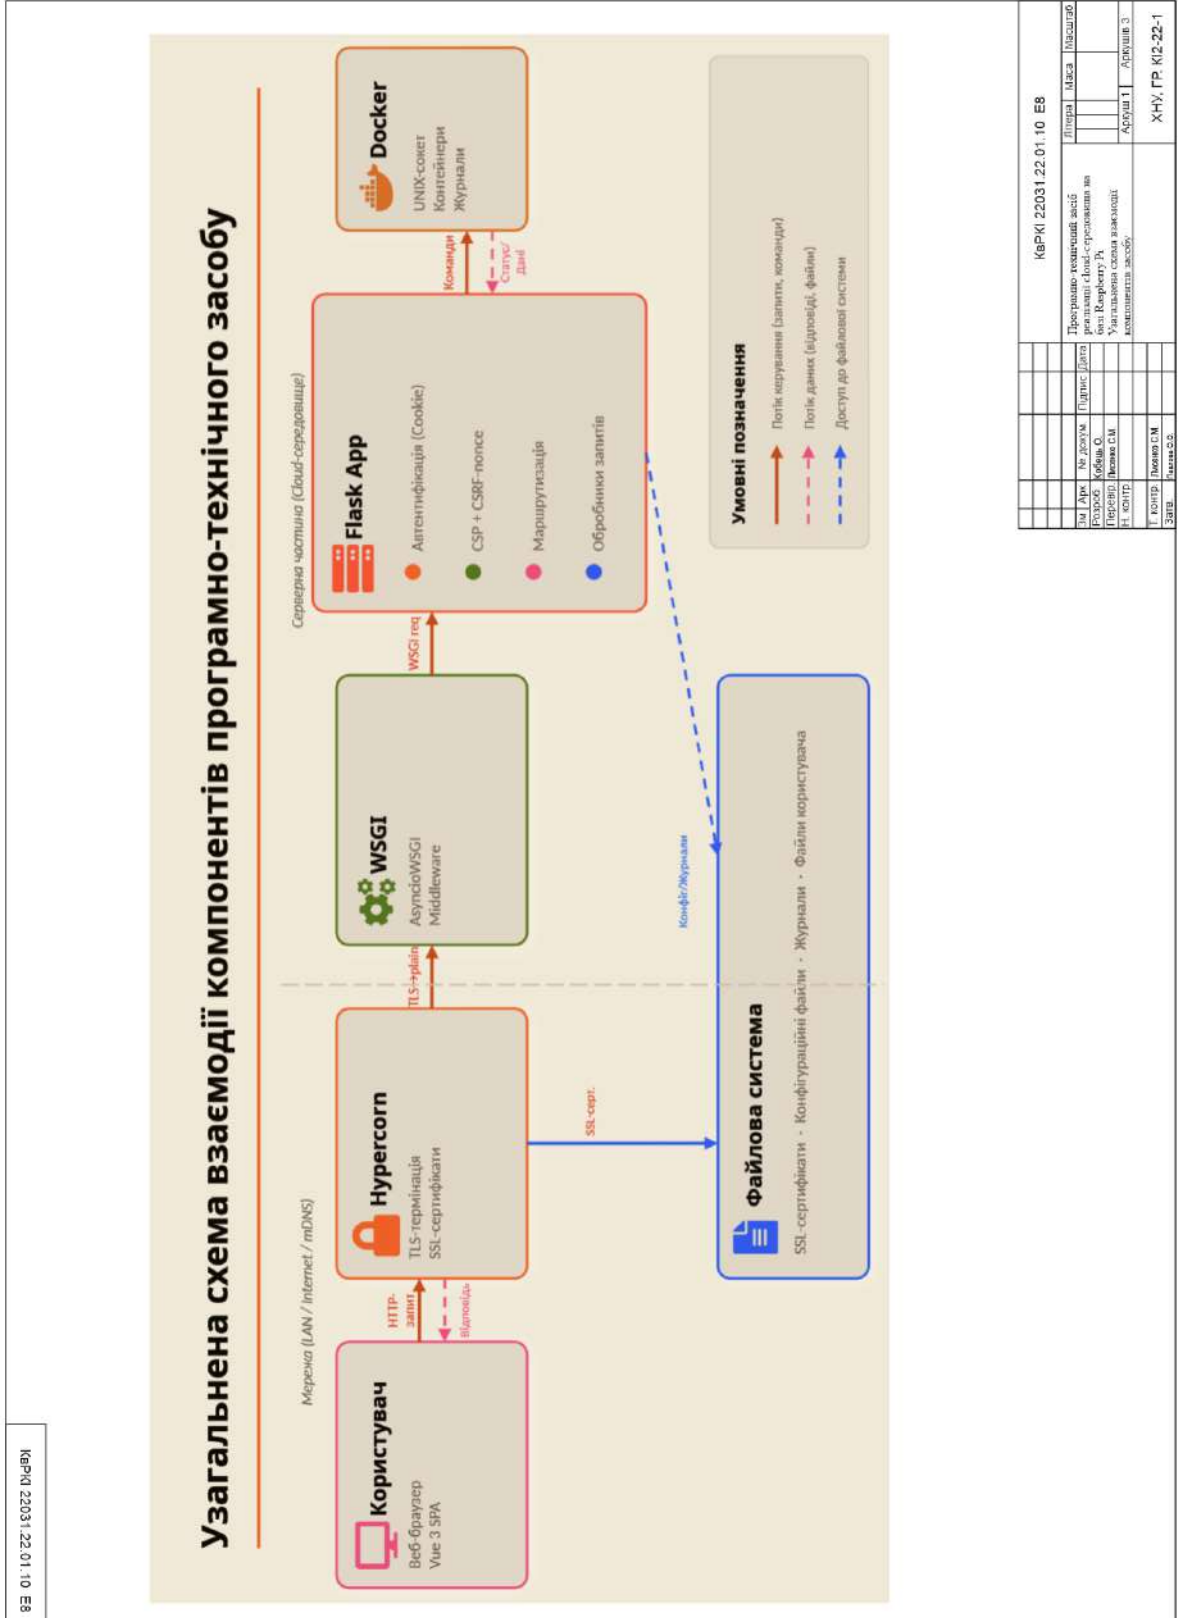 Узагальнена схема взаємодії компонентів програмно-технічного засобу
Мережа (LAN / Internet / mDNS)
Серверна частина (Cloud-середовище)
Користувач
Веб-браузер
Vue 3 SPA
HTTP-
запит
Відповідь
Hypercorn
TLS-термінація
SSL-сертифікати
TLS→plain
WSGI
AsyncioWSGI
Middleware
WSGI req
Flask App
Автентифікація (Cookie)
CSP + CSRF-nonce
Маршрутизація
Обробники запитів
Команди
Статус/
дані
Docker
UNIX-сокет
Контейнери
Журнали
SSL-серт.
Конфіг/Журнали
Файлова система
SSL-сертифікати - Конфігураційні файли - Журнали - Файли користувача
Умовні позначення
Потік керування (запити, команди)
Потік даних (відповіді, файли)
Доступ до файлової системи
КвРКІ 22031.22.01.10 Е8
КвРКІ 22031.22.01.10 Е8
Зм Арк № докум. Підпис Дата
Розроб. Кобець О.
Перевір. Лисенко С.М.
Н. контр
Т. контр. Лисенко С.М.
Затв.
Програмно-технічний засіб
реалізації cloud-середовища на
базі Raspberry Pi
Узагальнена схема взаємодії
компонентів засобу
Літера Маса Масштаб
Аркуш 1 Аркушів 3
ХНУ, ГР. КІ2-22-1